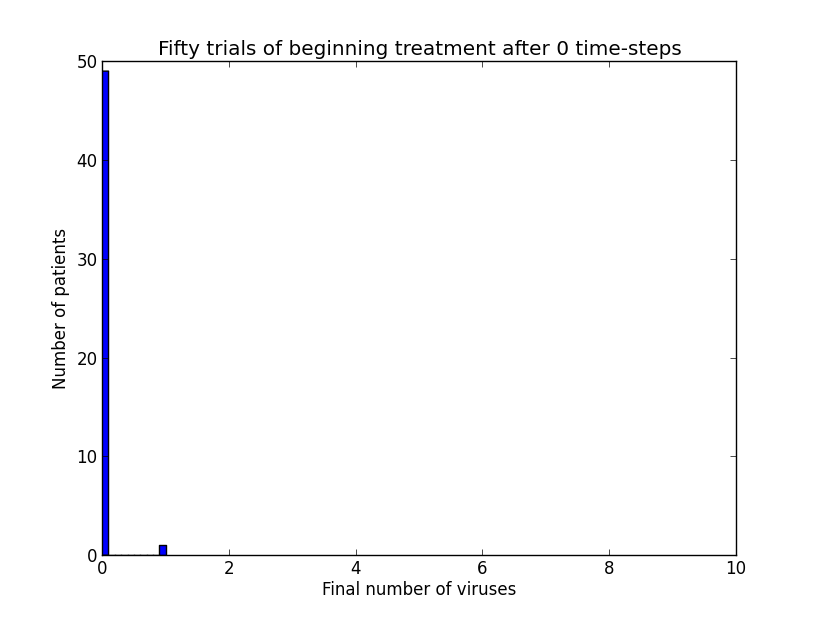 Fifty trials of beginning treatment after 0 time-steps
50
40
30
20
10
0
Number of patients
0 2 4 6 8 10
Final number of viruses